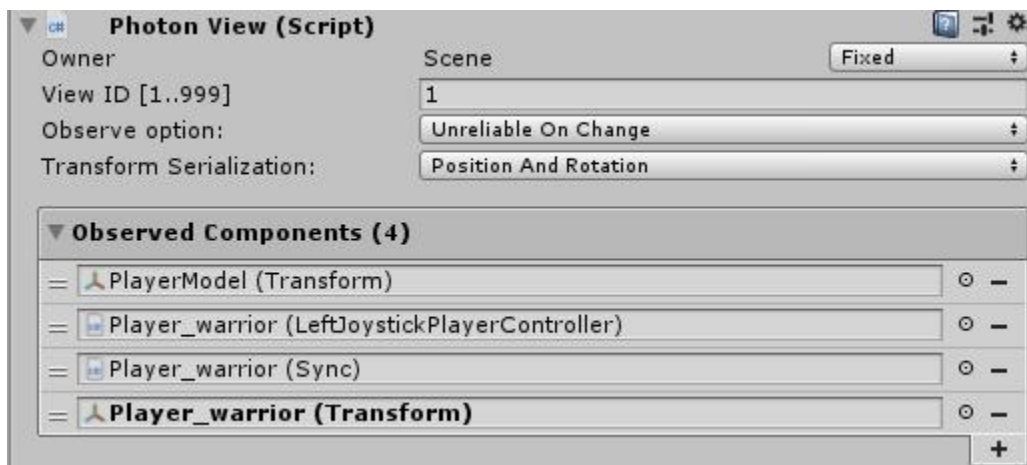 c# Photon View (Script)
Owner Scene Fixed
View ID [1..999] 1
Observe option: Unreliable On Change
Transform Serialization: Position And Rotation
Observed Components (4)
PlayerModel (Transform)
Player_warrior (LeftJoystickPlayerController)
Player_warrior (Sync)
Player_warrior (Transform)